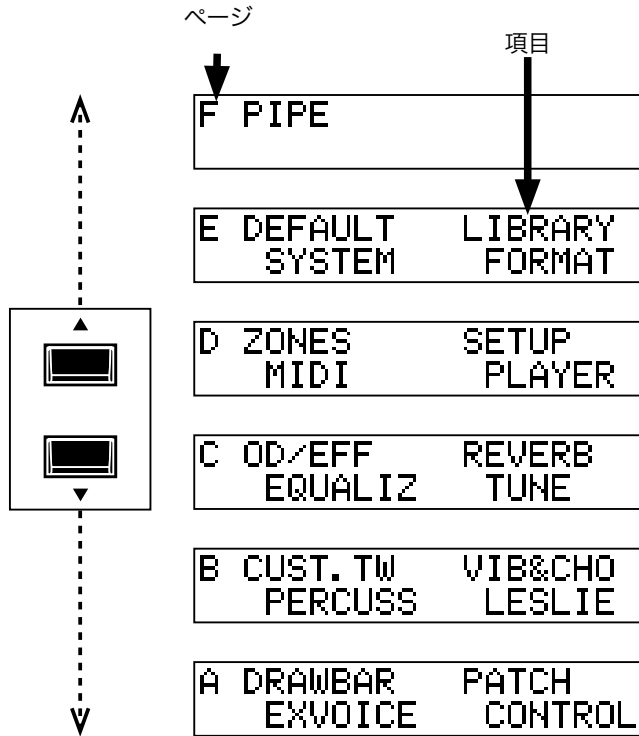 ページ
項目
F PIPE
E DEFAULT LIBRARY
SYSTEM FORMAT
D ZONES SETUP
MIDI PLAYER
C OD/EFF REVERB
EQUALIZ TUNE
B CUST.TW VIB&CHO
PERCUSS LESLIE
A DRAWBAR PATCH
EXVOICE CONTROL